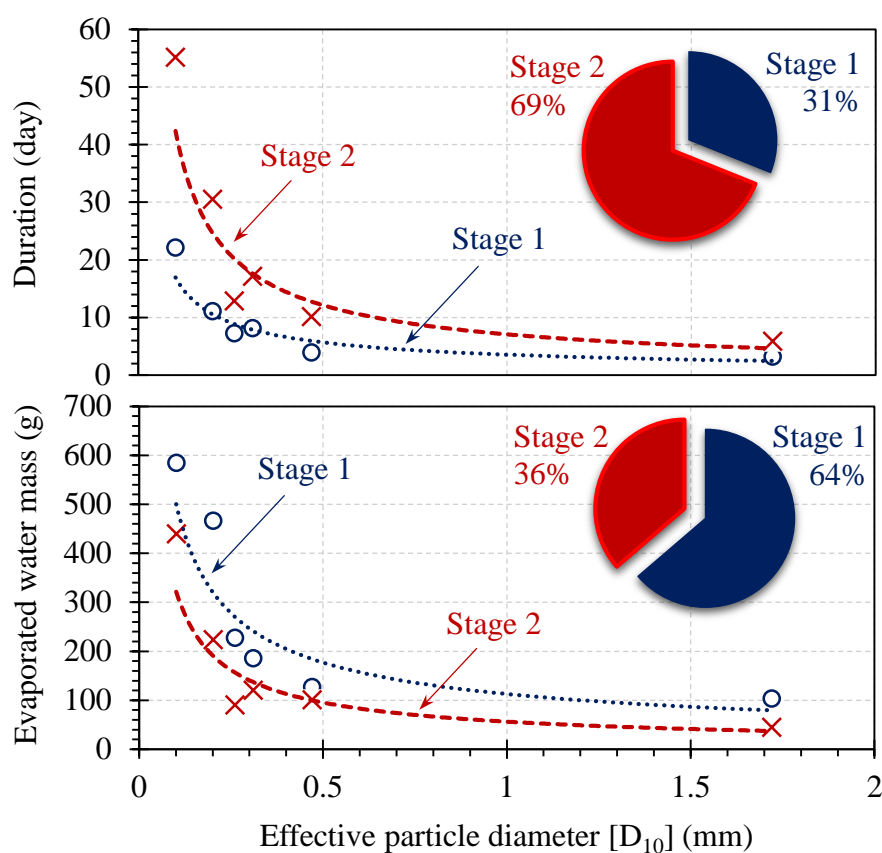 60
50
40
30
20
10
0
Duration (day)
Stage 2
69%
Stage 1
31%
Stage 2
Stage 1
700
600
500
400
300
200
100
0
Evaporated water mass (g)
Stage 2
36%
Stage 1
64%
Stage 1
Stage 2
0 0.5 1 1.5 2
Effective particle diameter [D₁₀] (mm)